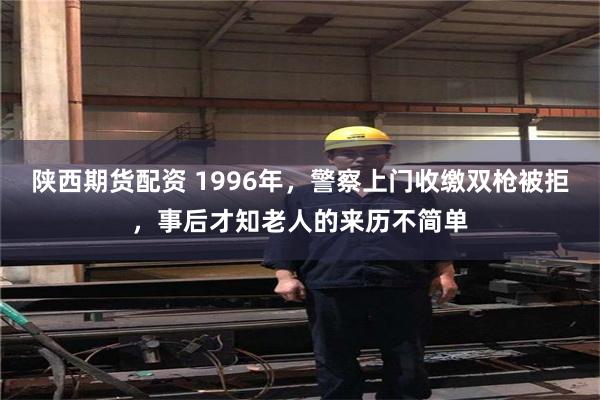 陕西期货配资 1996年，警察上门收缴双枪被拒
，事后才知老人的来历不简单